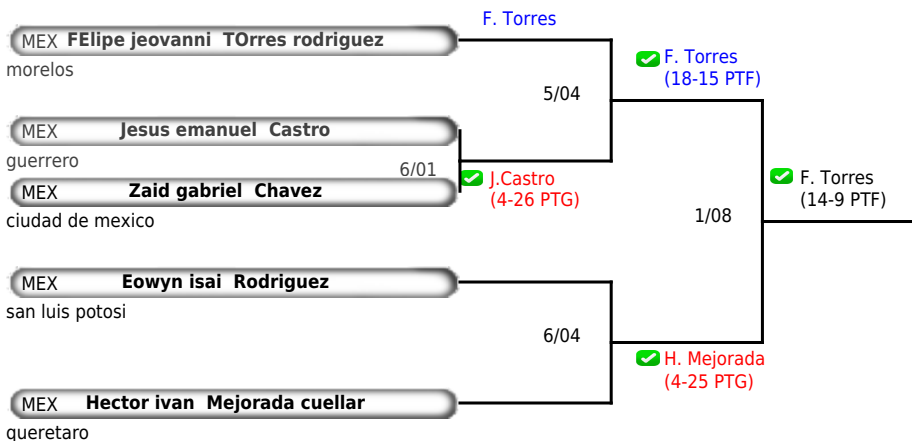 F. Torres
MEX FElipe jeovanni TOrres rodriguez
morelos
F. Torres
(18-15 PTF)
5/04
MEX Jesus emanuel Castro
guerrero
6/01
J.Castro
(4-26 PTG)
MEX Zaid gabriel Chavez
ciudad de mexico
F. Torres
(14-9 PTF)
1/08
MEX Eowyn isai Rodriguez
san luis potosi
6/04
H. Mejorada
(4-25 PTG)
MEX Hector ivan Mejorada cuellar
queretaro